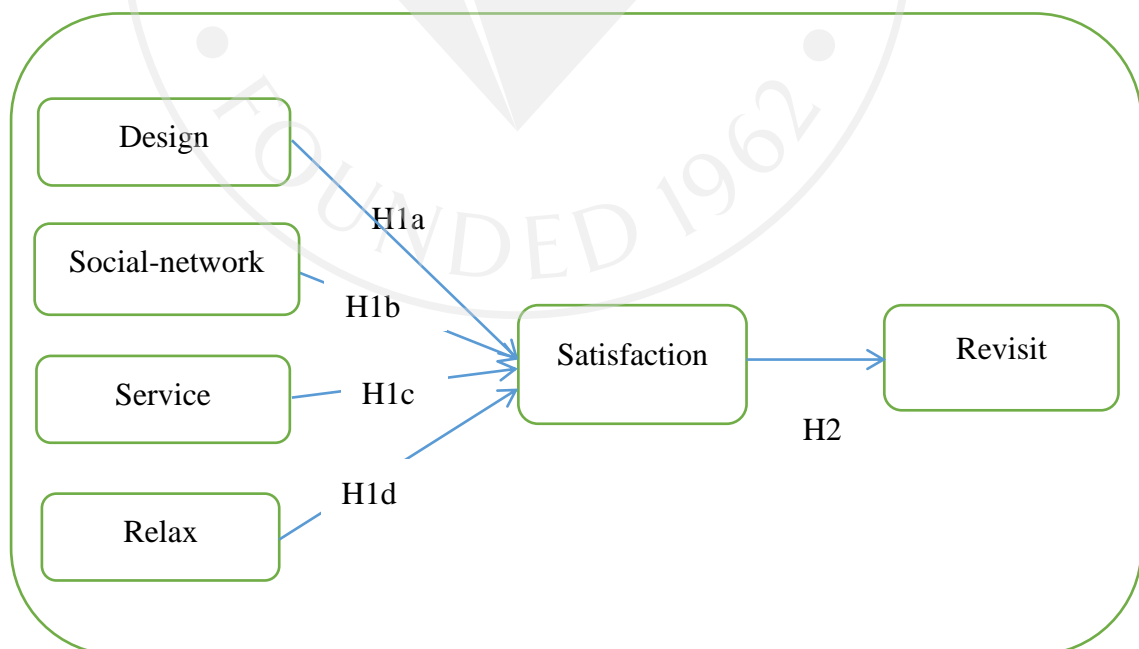 Design
H1a
Social-network
H1b
Satisfaction
Revisit
Service
H1c
H2
H1d
Relax
FOUNDED 1962